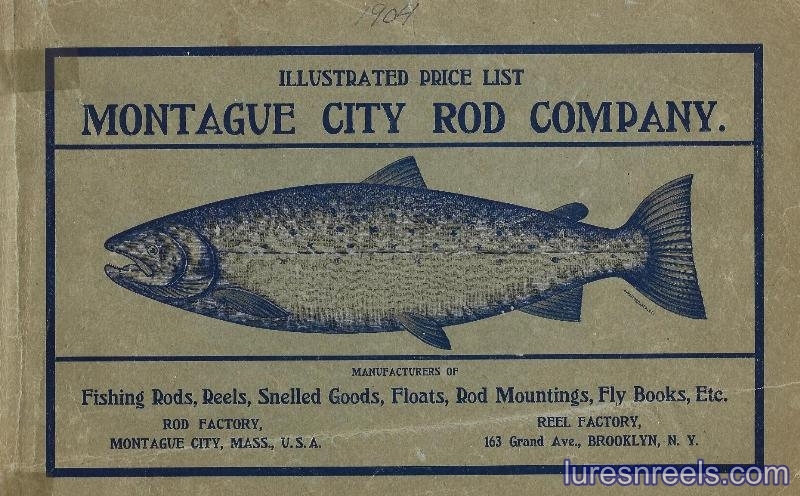 1904
ILLUSTRATED PRICE LIST
MONTAGUE CITY ROD COMPANY.
MANUFACTURERS OF
Fishing Rods, Reels, Snelled Goods, Floats, Rod Mountings, Fly Books, Etc.
ROD FACTORY,
MONTAGUE CITY, MASS., U.S.A.
REEL FACTORY,
163 Grand Ave., BROOKLYN, N. Y.
luresnreels.com